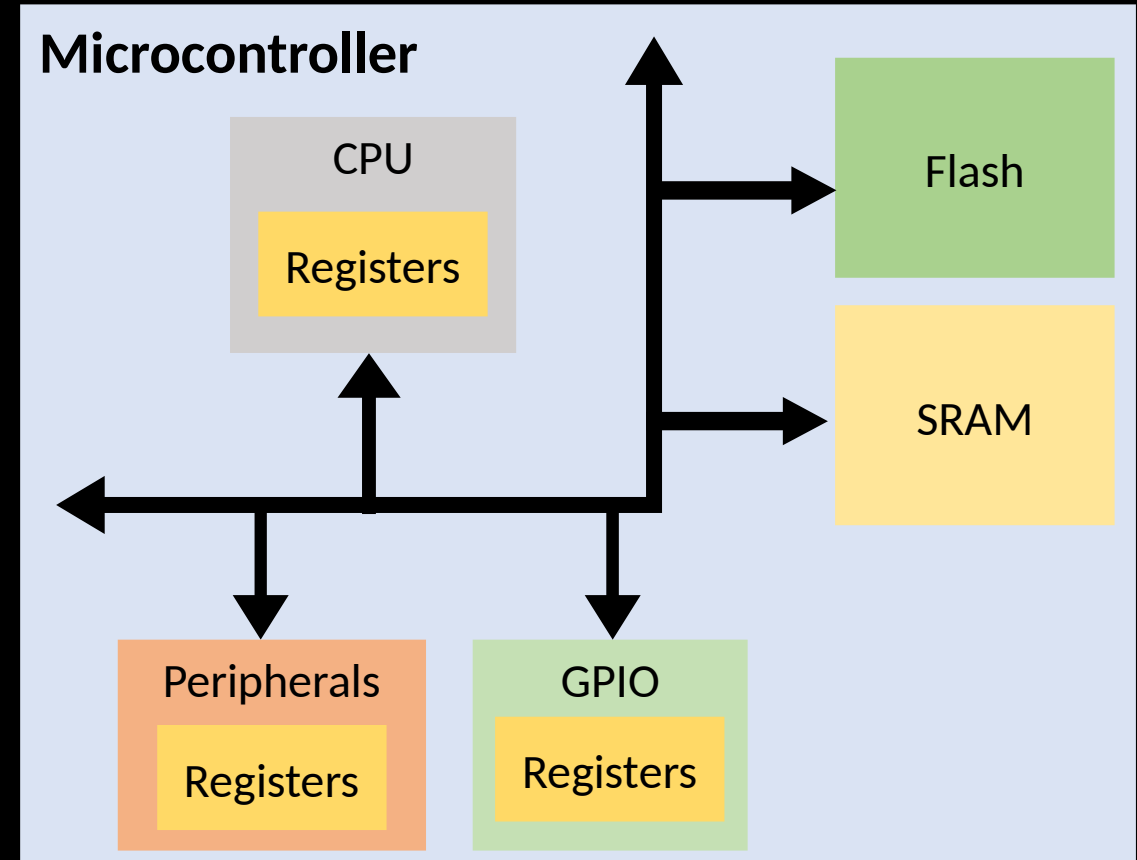 Microcontroller
CPU
Registers
Flash
SRAM
Peripherals
Registers
GPIO
Registers